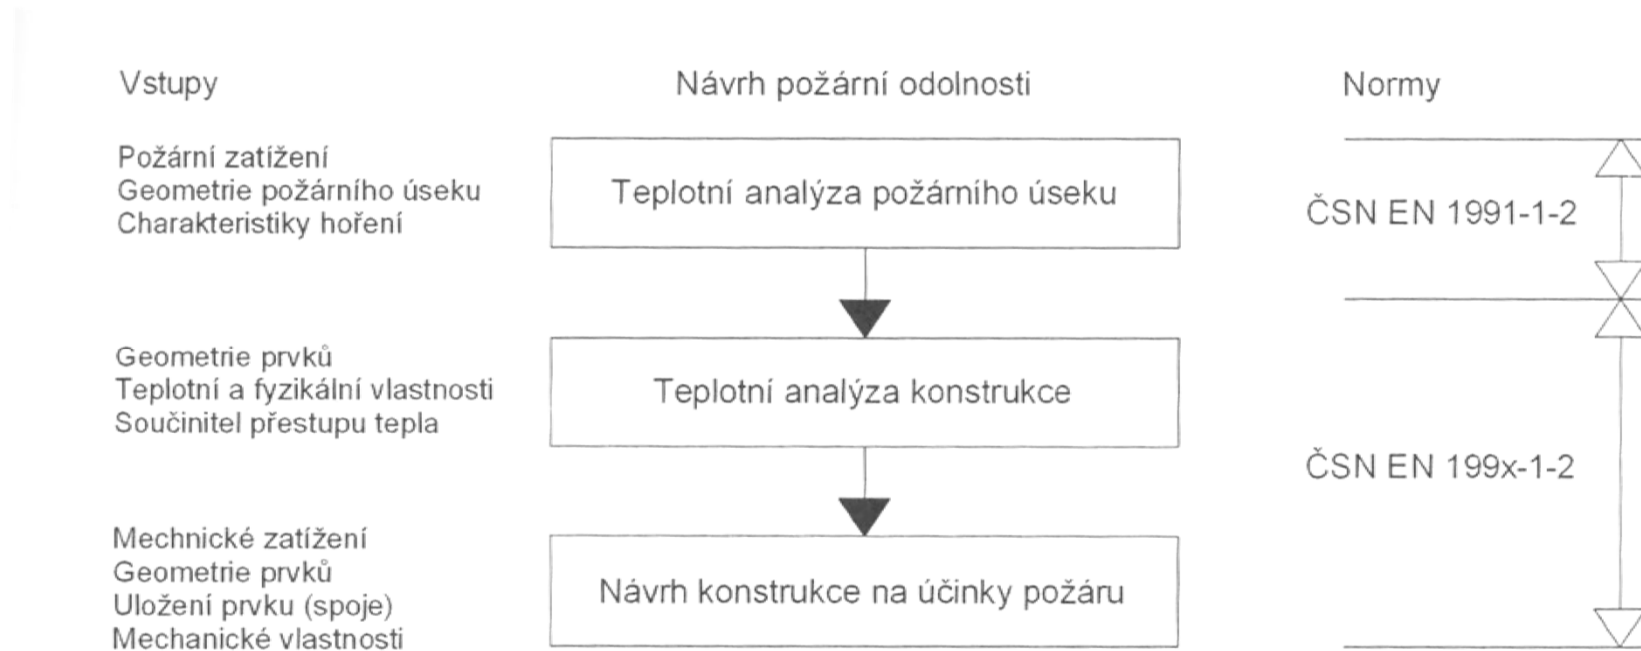 Vstupy
Návrh požární odolnosti
Normy
Požární zatížení
Geometrie požárního úseku
Charakteristiky hoření
Teplotní analýza požárního úseku
ČSN EN 1991-1-2
Geometrie prvků
Teplotní a fyzikální vlastnosti
Součinitel přestupu tepla
Teplotní analýza konstrukce
ČSN EN 199x-1-2
Mechnické zatížení
Geometrie prvků
Uložení prvku (spoje)
Mechanické vlastnosti
Návrh konstrukce na účinky požáru